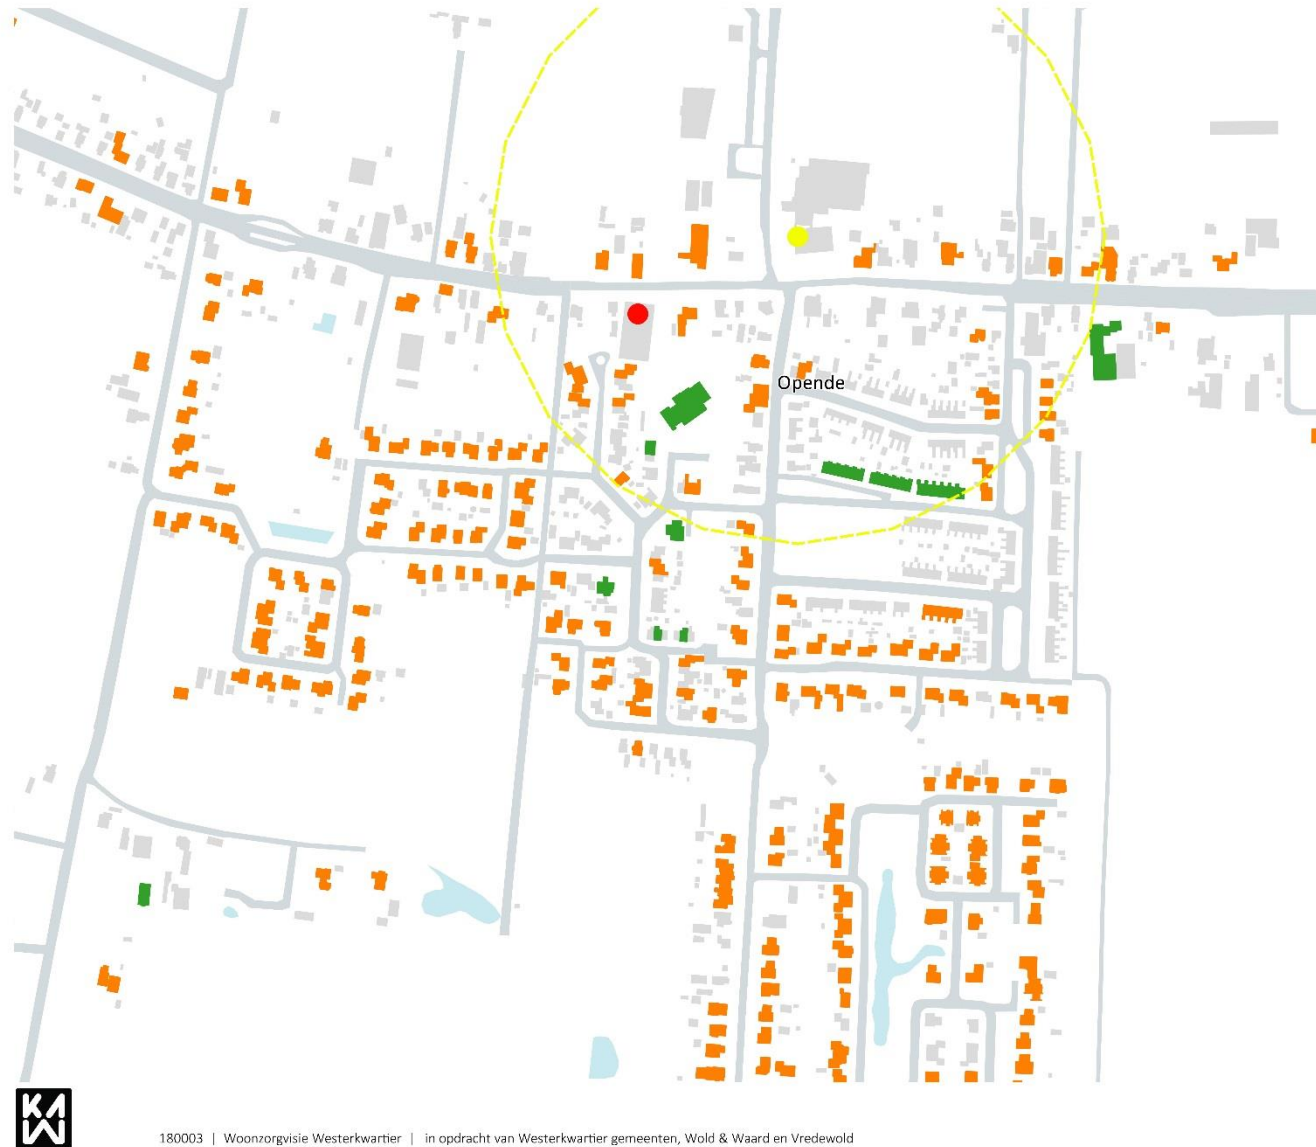 Opende
KAW
180003 | Woonzorgvisie Westerkwartier | in opdracht van Westerkwartier gemeenten, Wold & Waard en Vredewold